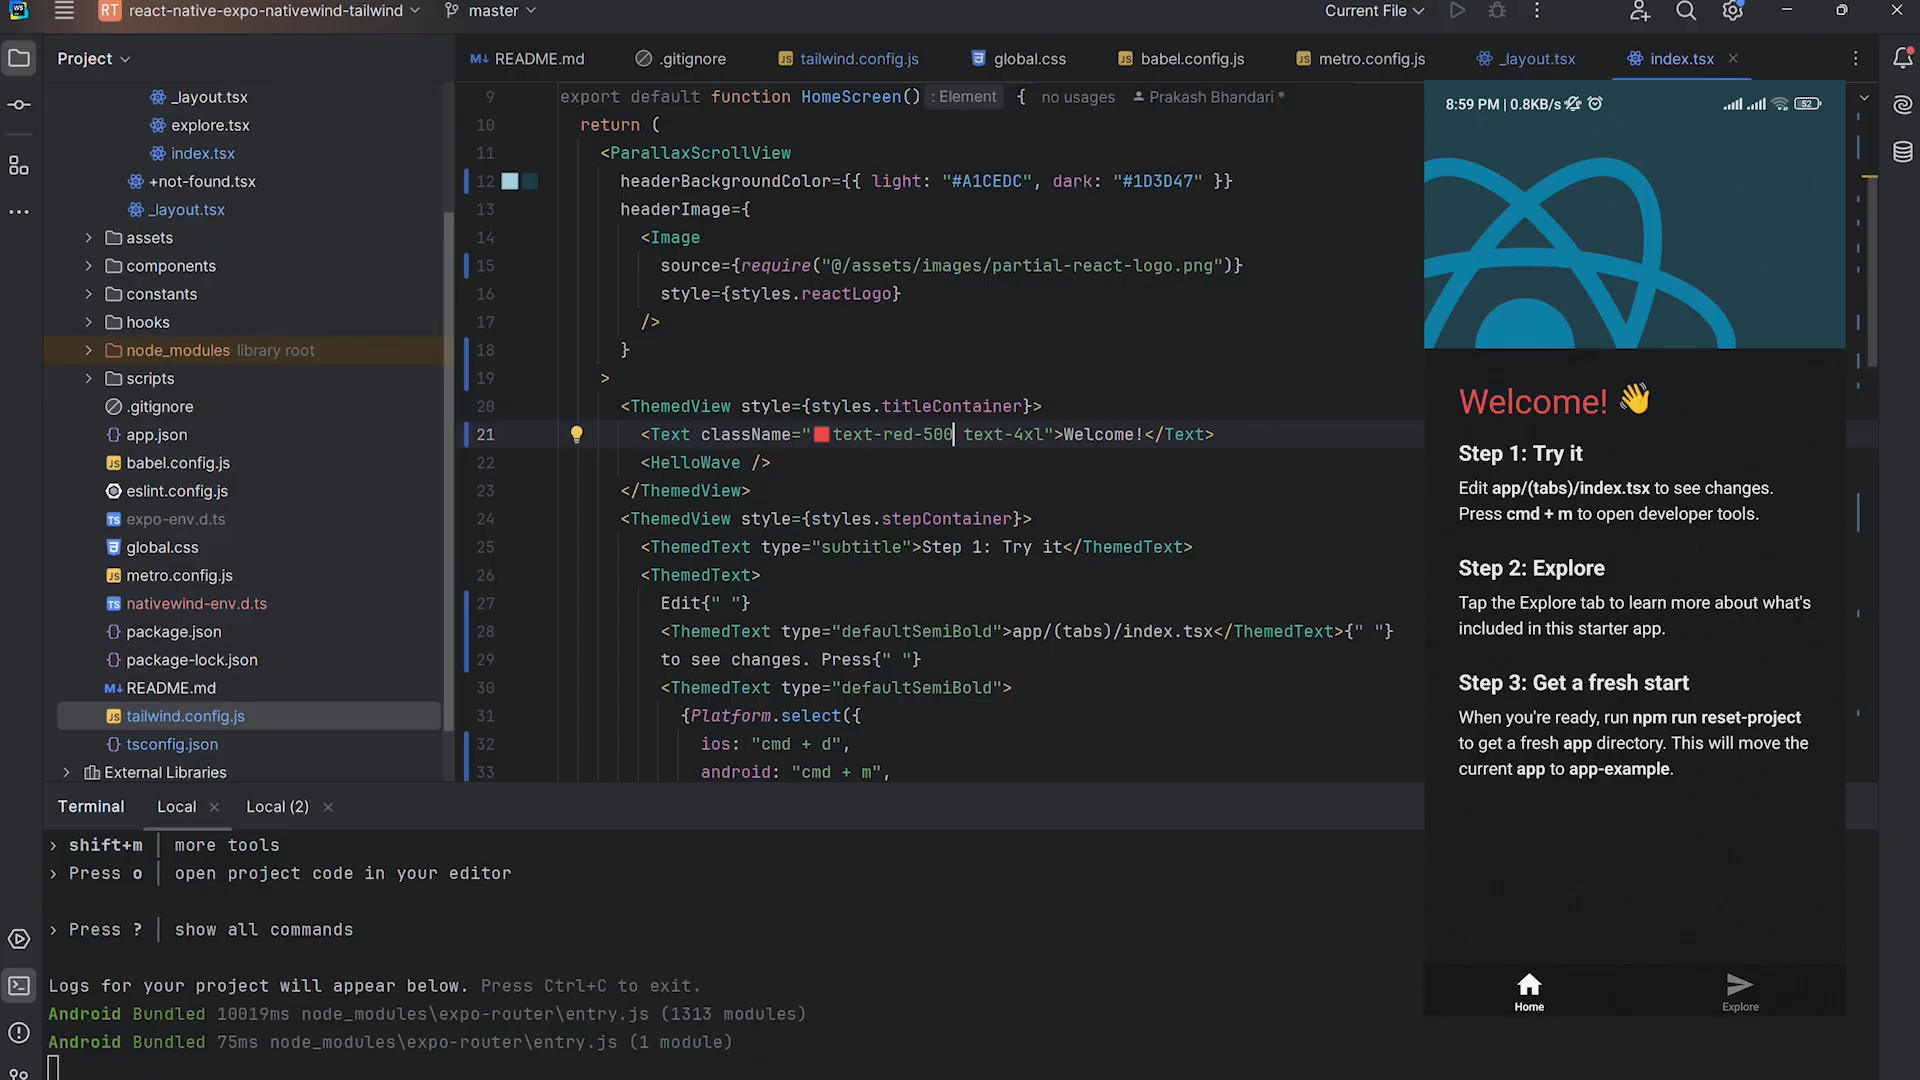 WS
RT react-native-expo-nativewind-tailwind master Current File
Project
README.md .gitignore tailwind.config.js global.css babel.config.js metro.config.js _layout.tsx index.tsx
_layout.tsx
explore.tsx
index.tsx
+not-found.tsx
_layout.tsx
assets
components
constants
hooks
node_modules library root
scripts
.gitignore
app.json
babel.config.js
eslint.config.js
expo-env.d.ts
global.css
metro.config.js
nativewind-env.d.ts
package.json
package-lock.json
README.md
tailwind.config.js
tsconfig.json
External Libraries
9 export default function HomeScreen() : Element { no usages Prakash Bhandari *
10 return (
11 <ParallaxScrollView
12 headerBackgroundColor={{ light: "#A1CEDC", dark: "#1D3D47" }}
13 headerImage={
14 <Image
15 source={require("@/assets/images/partial-react-logo.png")}
16 style={styles.reactLogo}
17 />
18 }
19 >
20 <ThemedView style={styles.titleContainer}>
21 <Text className="text-red-500 text-4xl">Welcome!</Text>
22 <HelloWave />
23 </ThemedView>
24 <ThemedView style={styles.stepContainer}>
25 <ThemedText type="subtitle">Step 1: Try it</ThemedText>
26 <ThemedText>
27 Edit{" "}
28 <ThemedText type="defaultSemiBold">app/(tabs)/index.tsx</ThemedText>{" "}
29 to see changes. Press{" "}
30 <ThemedText type="defaultSemiBold">
31 {Platform.select({
32 ios: "cmd + d",
33 android: "cmd + m",
8:59 PM | 0.8KB/s 52
Welcome! 👋
Step 1: Try it
Edit app/(tabs)/index.tsx to see changes.
Press cmd + m to open developer tools.
Step 2: Explore
Tap the Explore tab to learn more about what's
included in this starter app.
Step 3: Get a fresh start
When you're ready, run npm run reset-project
to get a fresh app directory. This will move the
current app to app-example.
Home Explore
Terminal Local Local (2)
› shift+m │ more tools
› Press o │ open project code in your editor
› Press ? │ show all commands
Logs for your project will appear below. Press Ctrl+C to exit.
Android Bundled 10019ms node_modules\expo-router\entry.js (1313 modules)
Android Bundled 75ms node_modules\expo-router\entry.js (1 module)